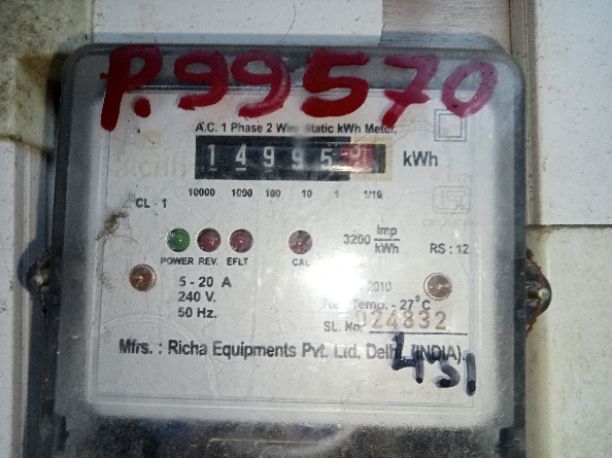 P.99570
A.C. 1 Phase 2 Wire Static kWh Meter.
14995 kWh
10000 1000 100 10 1 1/10
CL - 1
3200 Imp/kWh
RS : 12
POWER REV. EFLT CAL
5 - 20 A
240 V.
50 Hz.
2010
Temp. - 27°C
SL. No. 024832
Mfrs. : Richa Equipments Pvt. Ltd. Delhi. (INDIA).